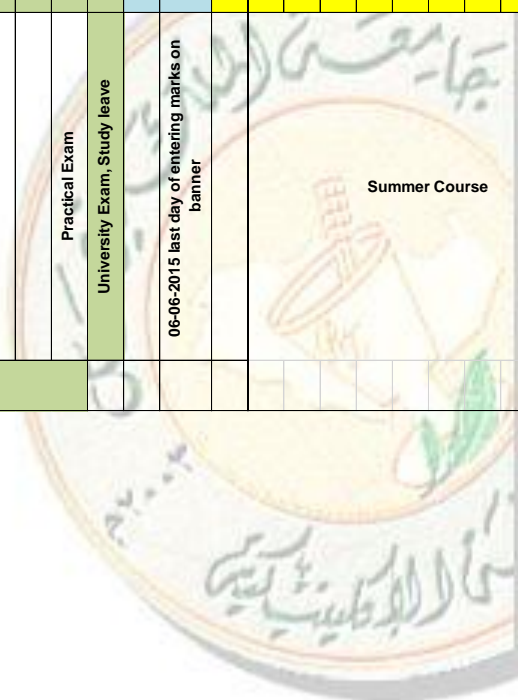 Practical Exam
University Exam, Study leave
06-06-2015 last day of entering marks on
banner
Summer Course